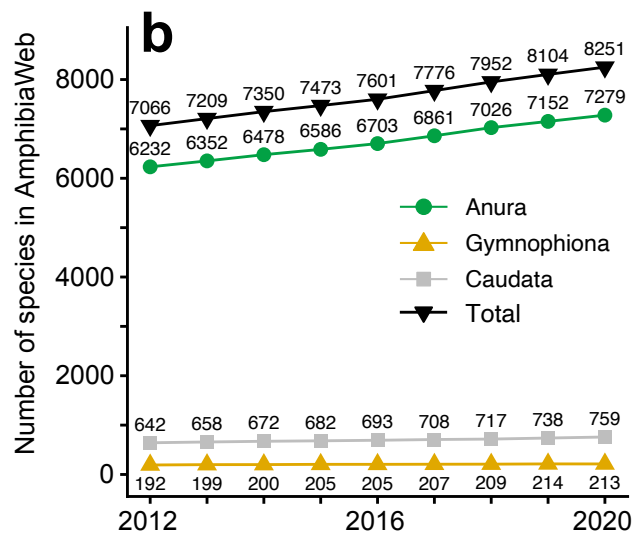 b
Number of species in AmphibiaWeb
8000
6000
4000
2000
0
7066 7209 7350 7473 7601 7776 7952 8104 8251
6232 6352 6478 6586 6703 6861 7026 7152 7279
Anura
Gymnophiona
Caudata
Total
642 658 672 682 693 708 717 738 759
192 199 200 205 205 207 209 214 213
2012 2016 2020